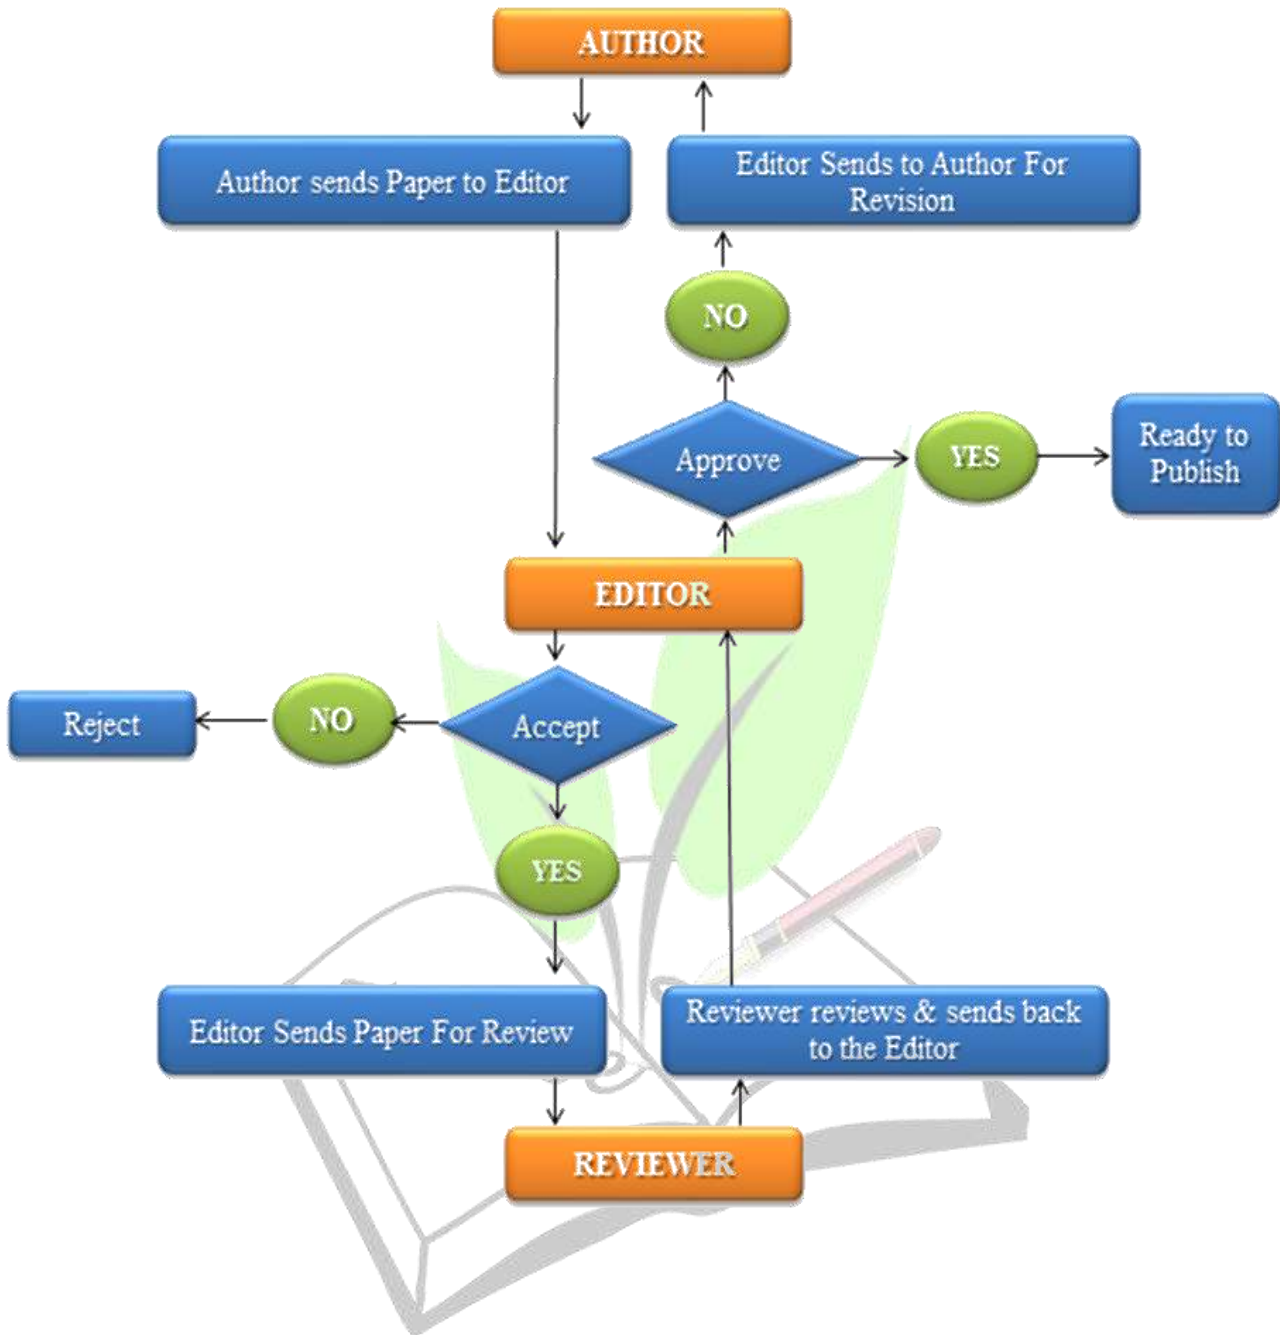 AUTHOR
Author sends Paper to Editor
Editor Sends to Author For
Revision
NO
Approve
YES
Ready to
Publish
EDITOR
Reject
NO
Accept
YES
Editor Sends Paper For Review
Reviewer reviews & sends back
to the Editor
REVIEWER